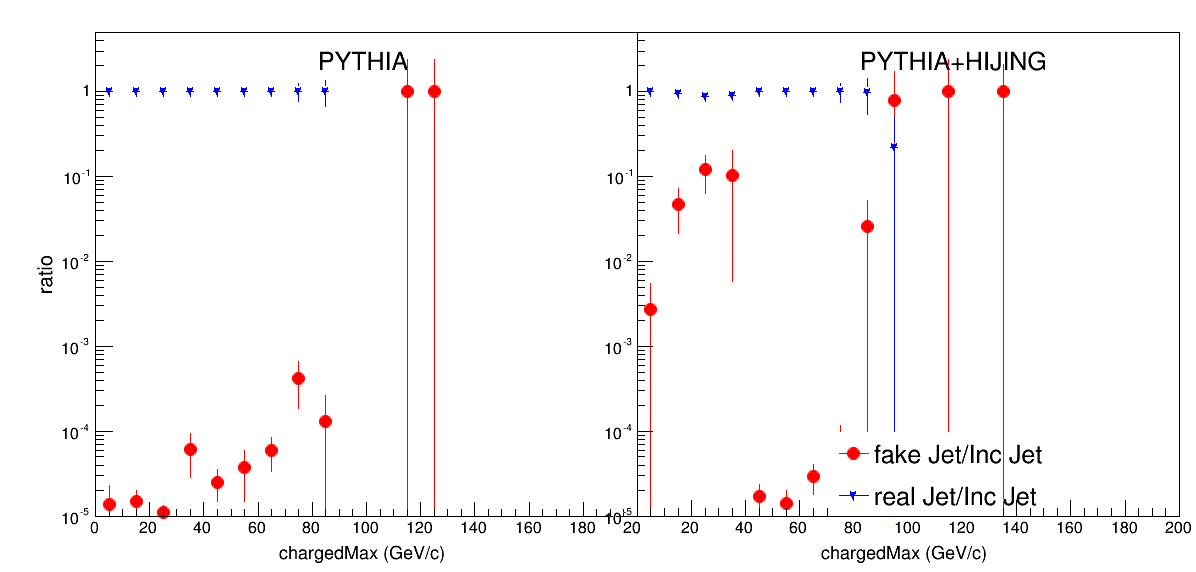 PYTHIA
PYTHIA+HIJING
1
10-1
10-2
10-3
10-4
10-5
ratio
0 20 40 60 80 100 120 140 160 180
chargedMax (GeV/c)
1
10-1
10-2
10-3
10-4
fake Jet/Inc Jet
real Jet/Inc Jet
20 40 60 80 100 120 140 160 180 200
chargedMax (GeV/c)